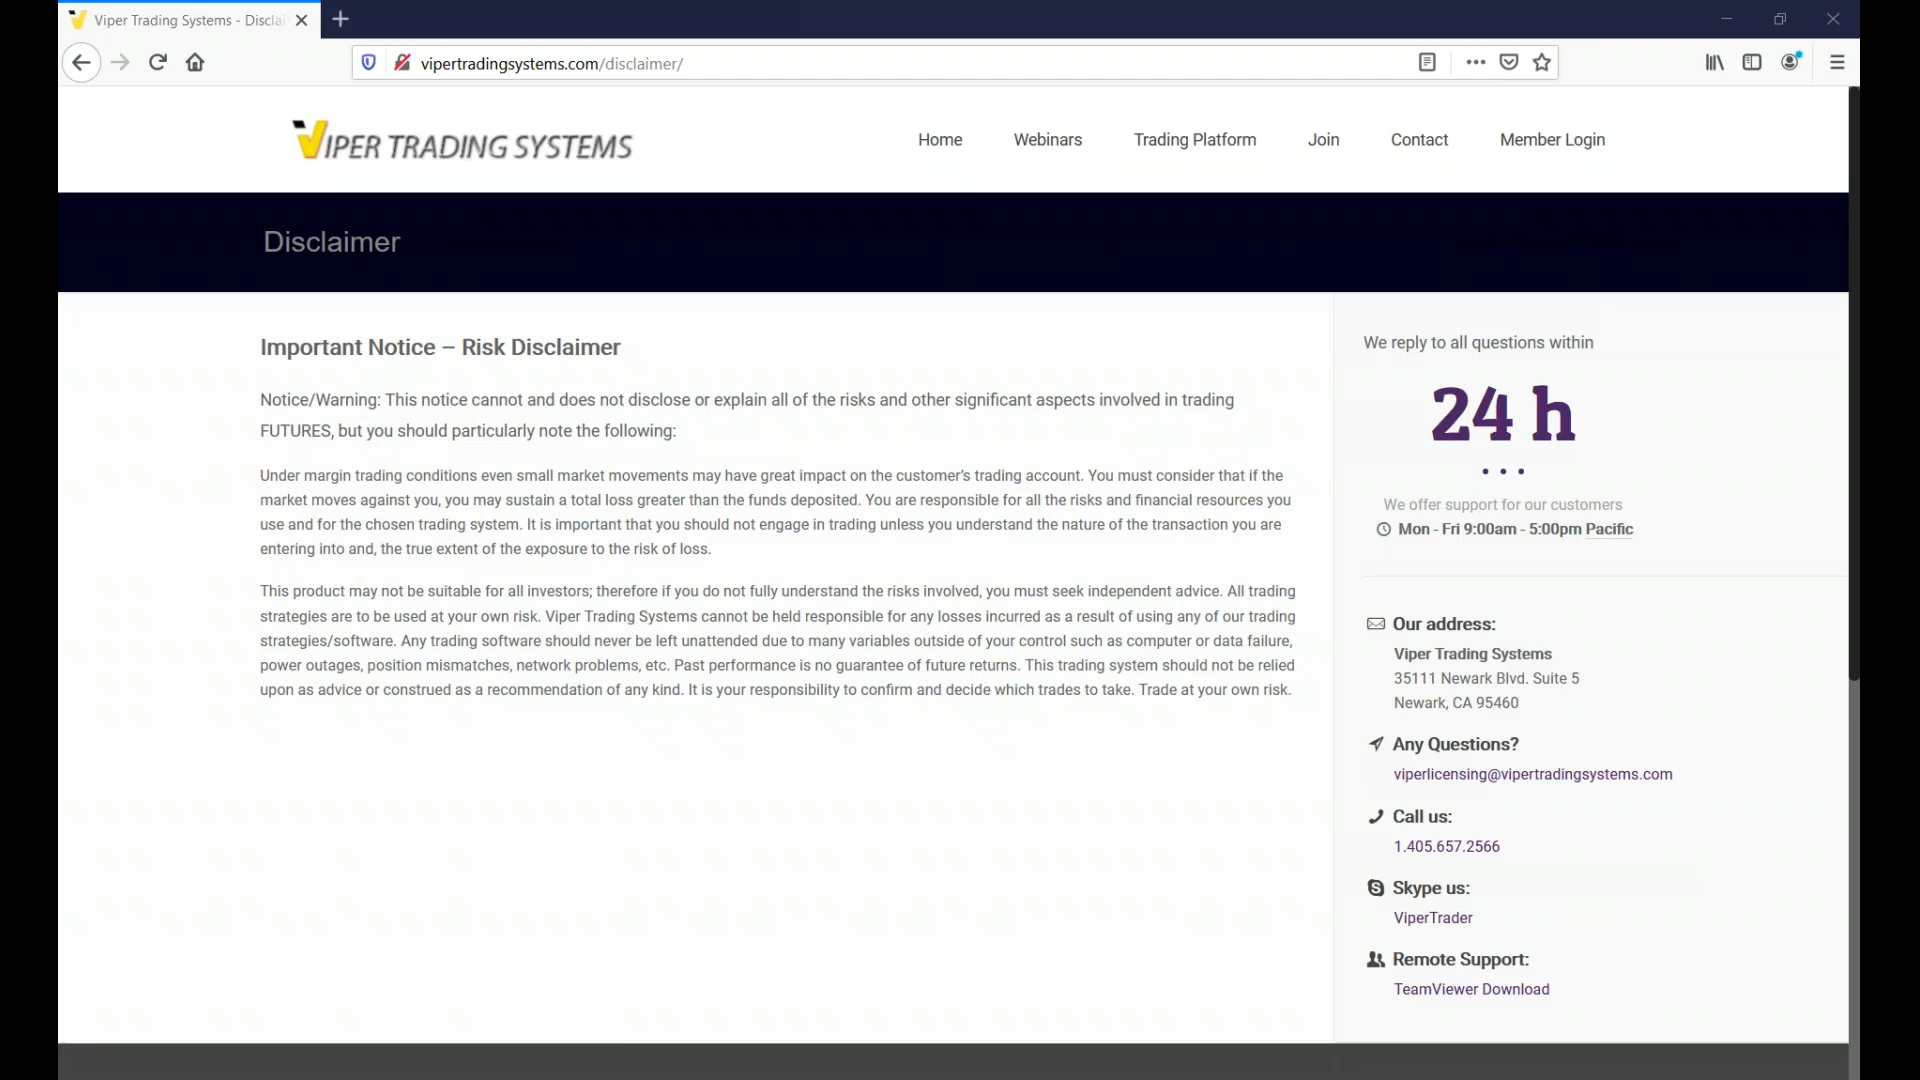 Viper Trading Systems - Disclai
vipertradingsystems.com/disclaimer/
VIPER TRADING SYSTEMS
Home
Webinars
Trading Platform
Join
Contact
Member Login
Disclaimer
Important Notice – Risk Disclaimer
Notice/Warning: This notice cannot and does not disclose or explain all of the risks and other significant aspects involved in trading
FUTURES, but you should particularly note the following:
Under margin trading conditions even small market movements may have great impact on the customer’s trading account. You must consider that if the
market moves against you, you may sustain a total loss greater than the funds deposited. You are responsible for all the risks and financial resources you
use and for the chosen trading system. It is important that you should not engage in trading unless you understand the nature of the transaction you are
entering into and, the true extent of the exposure to the risk of loss.
This product may not be suitable for all investors; therefore if you do not fully understand the risks involved, you must seek independent advice. All trading
strategies are to be used at your own risk. Viper Trading Systems cannot be held responsible for any losses incurred as a result of using any of our trading
strategies/software. Any trading software should never be left unattended due to many variables outside of your control such as computer or data failure,
power outages, position mismatches, network problems, etc. Past performance is no guarantee of future returns. This trading system should not be relied
upon as advice or construed as a recommendation of any kind. It is your responsibility to confirm and decide which trades to take. Trade at your own risk.
We reply to all questions within
24 h
We offer support for our customers
Mon - Fri 9:00am - 5:00pm Pacific
Our address:
Viper Trading Systems
35111 Newark Blvd. Suite 5
Newark, CA 95460
Any Questions?
viperlicensing@vipertradingsystems.com
Call us:
1.405.657.2566
Skype us:
ViperTrader
Remote Support:
TeamViewer Download